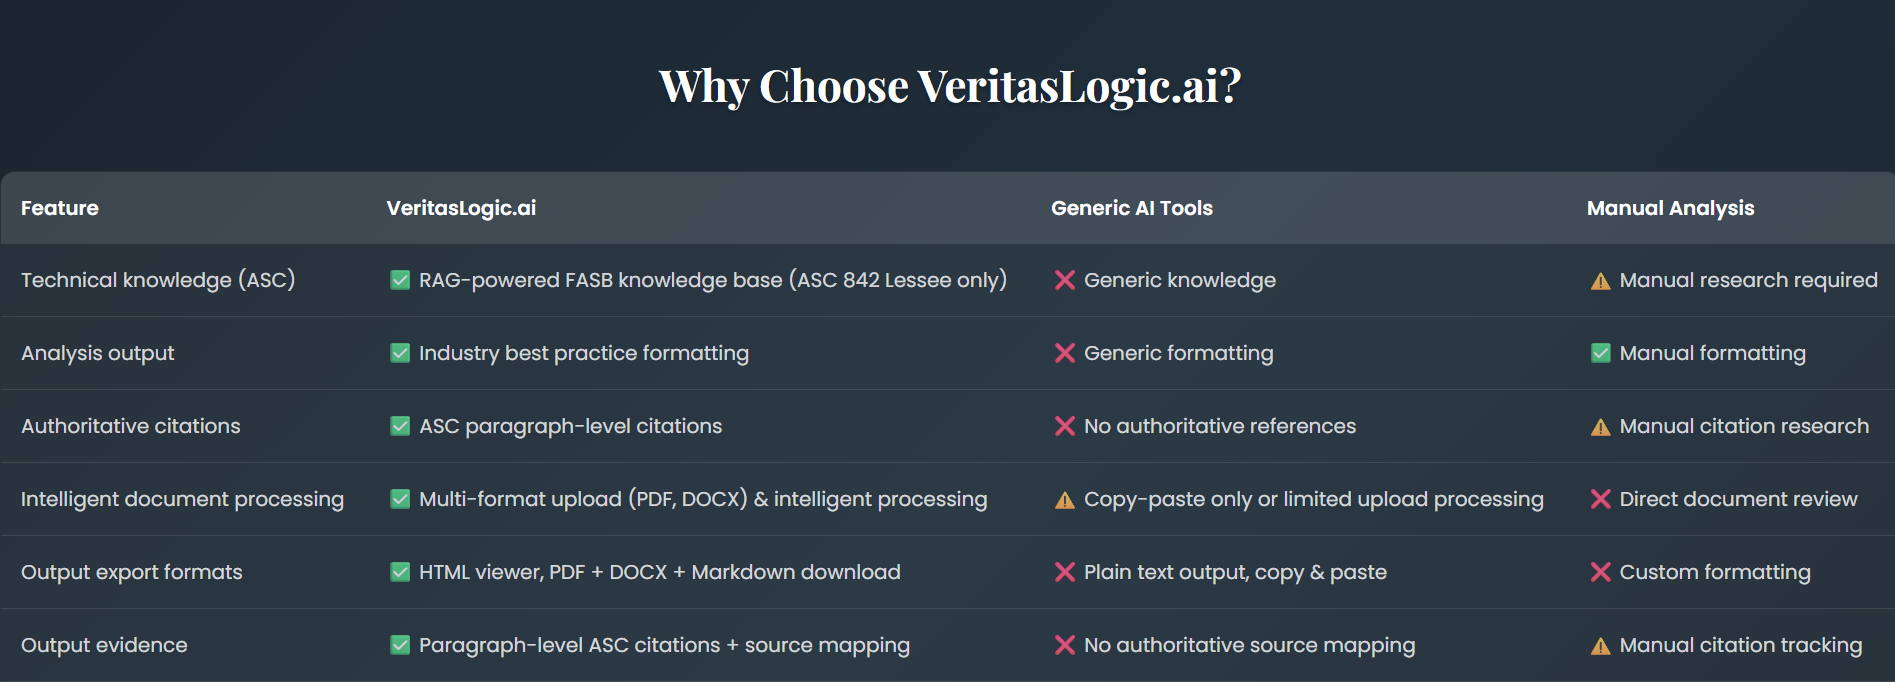 Why Choose VeritasLogic.ai?
Feature VeritasLogic.ai Generic AI Tools Manual Analysis
Technical knowledge (ASC) ✅ RAG-powered FASB knowledge base (ASC 842 Lessee only) ❌ Generic knowledge ⚠️ Manual research required
Analysis output ✅ Industry best practice formatting ❌ Generic formatting ✅ Manual formatting
Authoritative citations ✅ ASC paragraph-level citations ❌ No authoritative references ⚠️ Manual citation research
Intelligent document processing ✅ Multi-format upload (PDF, DOCX) & intelligent processing ⚠️ Copy-paste only or limited upload processing ❌ Direct document review
Output export formats ✅ HTML viewer, PDF + DOCX + Markdown download ❌ Plain text output, copy & paste ❌ Custom formatting
Output evidence ✅ Paragraph-level ASC citations + source mapping ❌ No authoritative source mapping ⚠️ Manual citation tracking